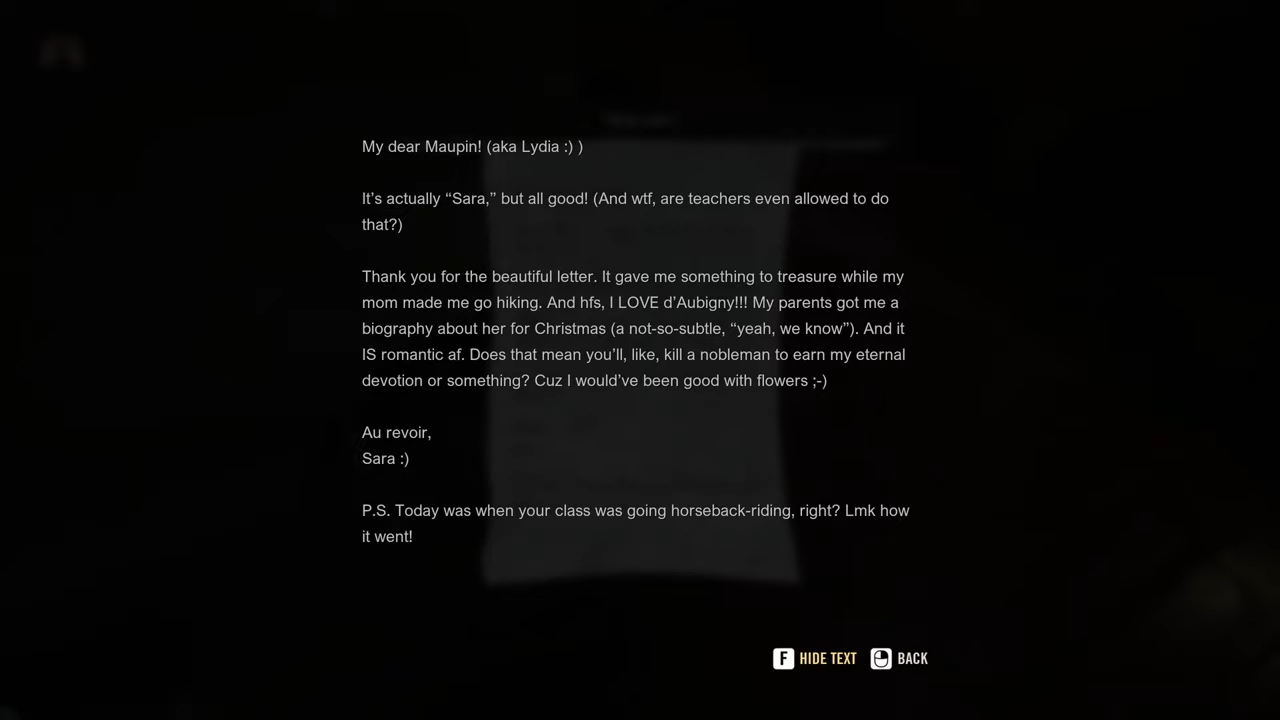 My dear Maupin! (aka Lydia :) )
It's actually “Sara,” but all good! (And wtf, are teachers even allowed to do
that?)
Thank you for the beautiful letter. It gave me something to treasure while my
mom made me go hiking. And hfs, I LOVE d’Aubigny!!! My parents got me a
biography about her for Christmas (a not-so-subtle, “yeah, we know”). And it
IS romantic af. Does that mean you’ll, like, kill a nobleman to earn my eternal
devotion or something? Cuz I would’ve been good with flowers ;-)
Au revoir,
Sara :)
P.S. Today was when your class was going horseback-riding, right? Lmk how
it went!
F HIDE TEXT BACK